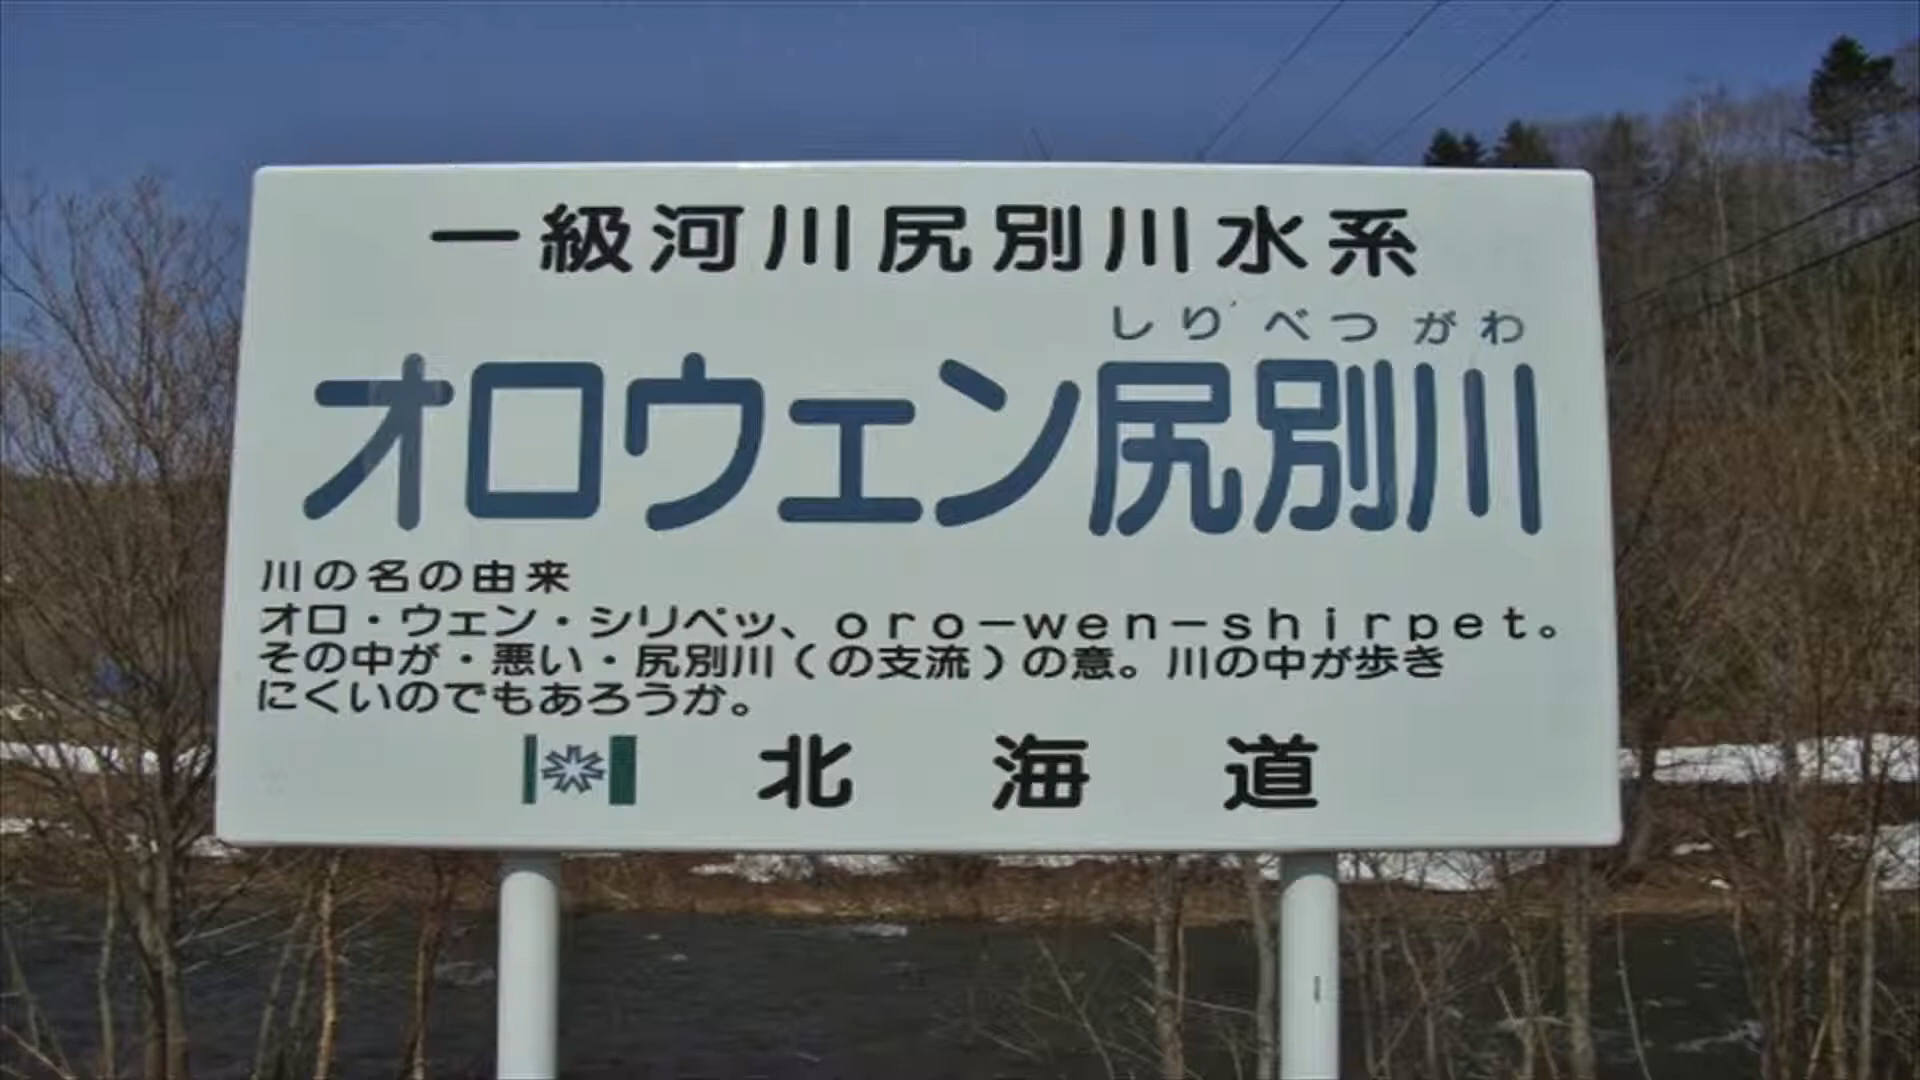 一級河川尻別川水系
しりべつがわ
オロウェン尻別川
川の名の由来
オロ・ウェン・シリペッ、oro-wen-shirpet。
その中が・悪い・尻別川(の支流)の意。川の中が歩き
にくいのでもあろうか。
北海道